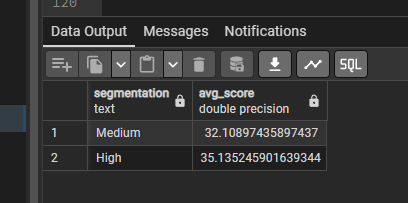 120
Data Output Messages Notifications
SQL
segmentation avg_score
text double precision
1 Medium 32.10897435897437
2 High 35.135245901639344